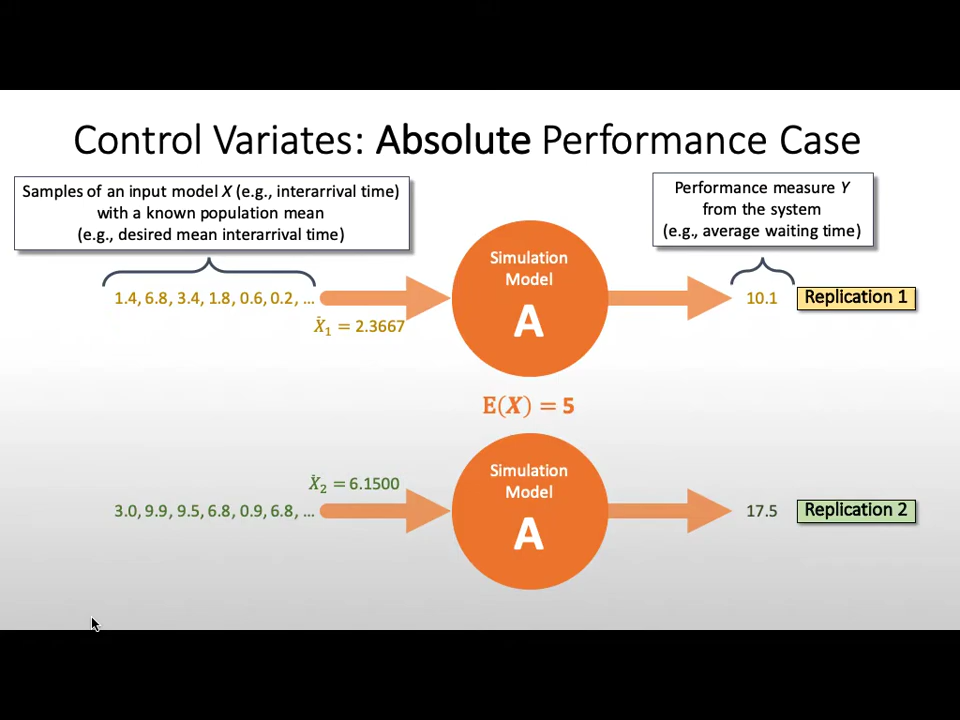 Control Variates: Absolute Performance Case
Samples of an input model X (e.g., interarrival time)
with a known population mean
(e.g., desired mean interarrival time)
Performance measure Y
from the system
(e.g., average waiting time)
1.4, 6.8, 3.4, 1.8, 0.6, 0.2, ...
X̄₁ = 2.3667
Simulation
Model
A
10.1
Replication 1
E(X) = 5
X̄₂ = 6.1500
3.0, 9.9, 9.5, 6.8, 0.9, 6.8, ...
Simulation
Model
A
17.5
Replication 2